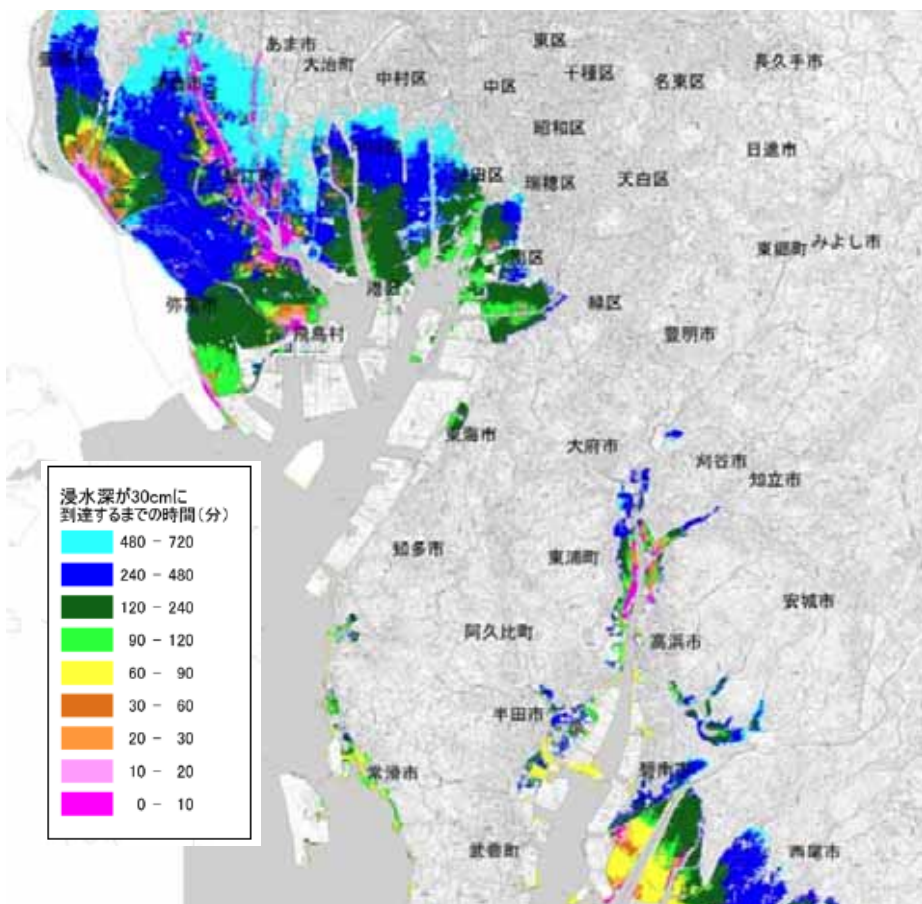 東区
あま市
大治町
千種区
長久手市
中村区
中区
名東区
昭和区
日進市
瑞穂区
天白区
みよし市
東郷町
南区
港区
緑区
弥富市
飛島村
豊明市
東海市
大府市
刈谷市
知立市
知多市
東浦町
安城市
阿久比町
高浜市
半田市
常滑市
碧南市
武豊町
西尾市
浸水深が30cmに
到達するまでの時間(分)
480 - 720
240 - 480
120 - 240
90 - 120
60 - 90
30 - 60
20 - 30
10 - 20
0 - 10